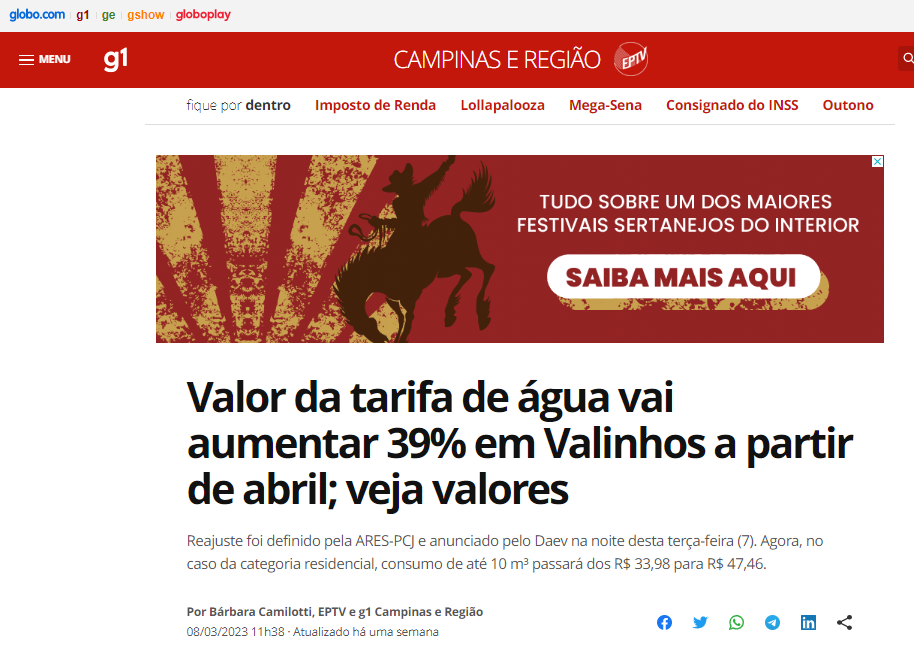 globo.com g1 ge gshow globoplay
MENU g1 CAMPINAS E REGIÃO EPTV
fique por dentro Imposto de Renda Lollapalooza Mega-Sena Consignado do INSS Outono
TUDO SOBRE UM DOS MAIORES
FESTIVAIS SERTANEJOS DO INTERIOR
SAIBA MAIS AQUI
Valor da tarifa de água vai
aumentar 39% em Valinhos a partir
de abril; veja valores
Reajuste foi definido pela ARES-PCJ e anunciado pelo Daev na noite desta terça-feira (7). Agora, no
caso da categoria residencial, consumo de até 10 m³ passará dos R$ 33,98 para R$ 47,46.
Por Bárbara Camilotti, EPTV e g1 Campinas e Região
08/03/2023 11h38 · Atualizado há uma semana